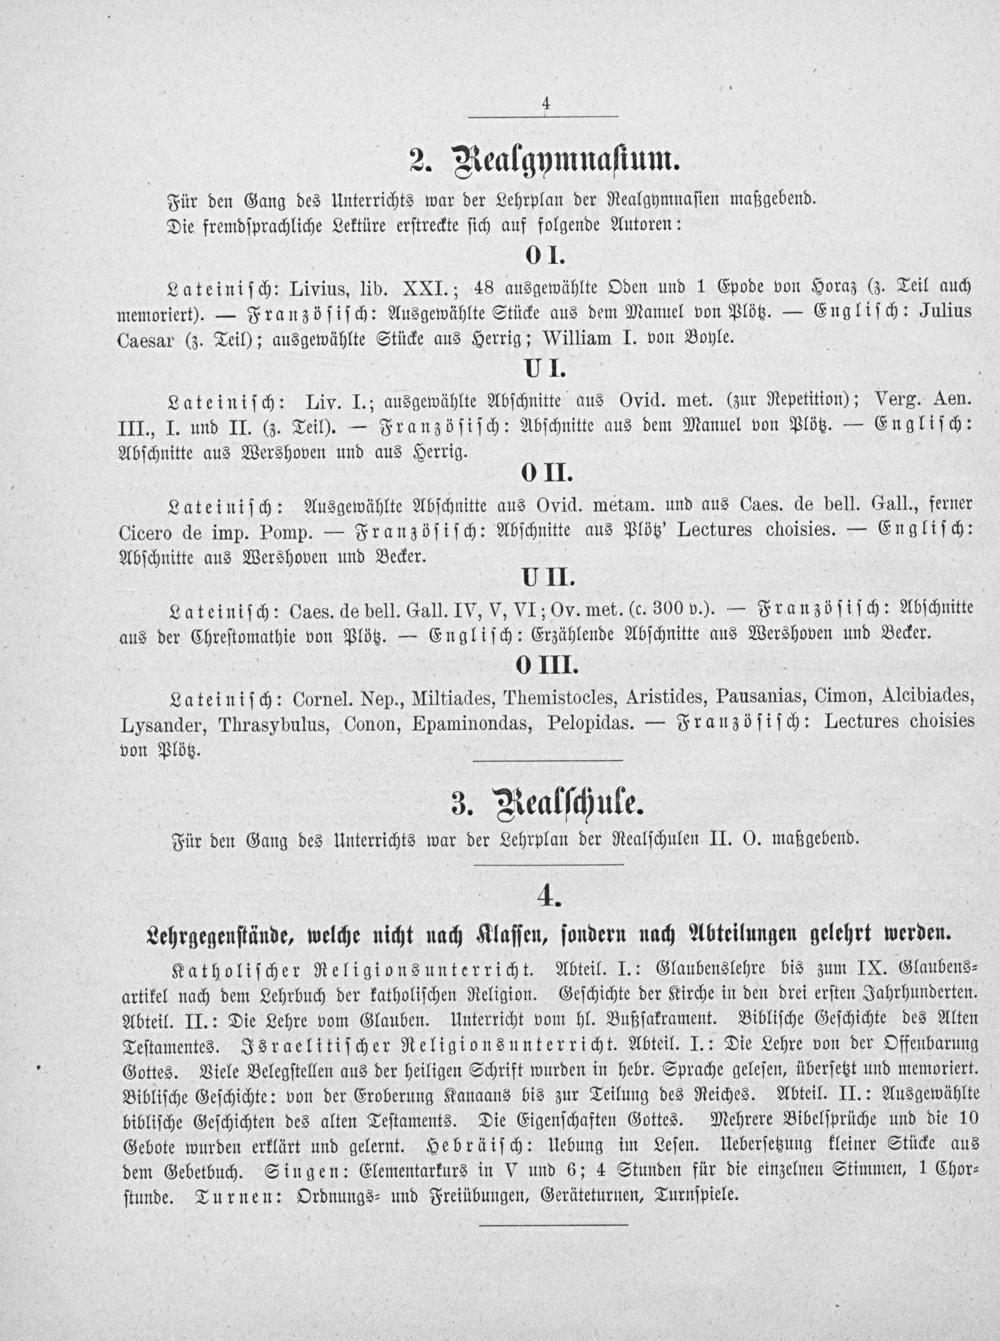 4
2. Realgymnasium.
Für den Gang des Unterrichts war der Lehrplan der Realgymnasien maßgebend.
Die fremdsprachliche Lektüre erstreckte sich auf folgende Autoren:
O I.
Lateinisch: Livius, lib. XXI.; 48 ausgewählte Oden und 1 Epode von Horaz (z. Teil auch
memoriert). — Französisch: Ausgewählte Stücke aus dem Manuel von Plötz. — Englisch: Julius
Caesar (z. Teil); ausgewählte Stücke aus Herrig; William I. von Boyle.
U I.
Lateinisch: Liv. I.; ausgewählte Abschnitte aus Ovid. met. (zur Repetition); Verg. Aen.
III., I. und II. (z. Teil). — Französisch: Abschnitte aus dem Manuel von Plötz. — Englisch:
Abschnitte aus Wershoven und aus Herrig.
O II.
Lateinisch: Ausgewählte Abschnitte aus Ovid. metam. und aus Caes. de bell. Gall., ferner
Cicero de imp. Pomp. — Französisch: Abschnitte aus Plötz' Lectures choisies. — Englisch:
Abschnitte aus Wershoven und Becker.
U II.
Lateinisch: Caes. de bell. Gall. IV, V, VI; Ov. met. (c. 300 v.). — Französisch: Abschnitte
aus der Chrestomathie von Plötz. — Englisch: Erzählende Abschnitte aus Wershoven und Becker.
O III.
Lateinisch: Cornel. Nep., Miltiades, Themistocles, Aristides, Pausanias, Cimon, Alcibiades,
Lysander, Thrasybulus, Conon, Epaminondas, Pelopidas. — Französisch: Lectures choisies
von Plötz.
3. Realschule.
Für den Gang des Unterrichts war der Lehrplan der Realschulen II. O. maßgebend.
4.
Lehrgegenstände, welche nicht nach Klassen, sondern nach Abteilungen gelehrt werden.
Katholischer Religionsunterricht. Abteil. I.: Glaubenslehre bis zum IX. Glaubens-
artikel nach dem Lehrbuch der katholischen Religion. Geschichte der Kirche in den drei ersten Jahrhunderten.
Abteil. II.: Die Lehre vom Glauben. Unterricht vom hl. Bußsakrament. Biblische Geschichte des Alten
Testamentes. Israelitischer Religionsunterricht. Abteil. I.: Die Lehre von der Offenbarung
Gottes. Viele Belegstellen aus der heiligen Schrift wurden in hebr. Sprache gelesen, übersetzt und memoriert.
Biblische Geschichte: von der Eroberung Kanaans bis zur Teilung des Reiches. Abteil. II.: Ausgewählte
biblische Geschichten des alten Testaments. Die Eigenschaften Gottes. Mehrere Bibelsprüche und die 10
Gebote wurden erklärt und gelernt. Hebräisch: Uebung im Lesen. Uebersetzung kleiner Stücke aus
dem Gebetbuch. Singen: Elementarkurs in V und 6; 4 Stunden für die einzelnen Stimmen, 1 Chor-
stunde. Turnen: Ordnungs- und Freiübungen, Geräteturnen, Turnspiele.